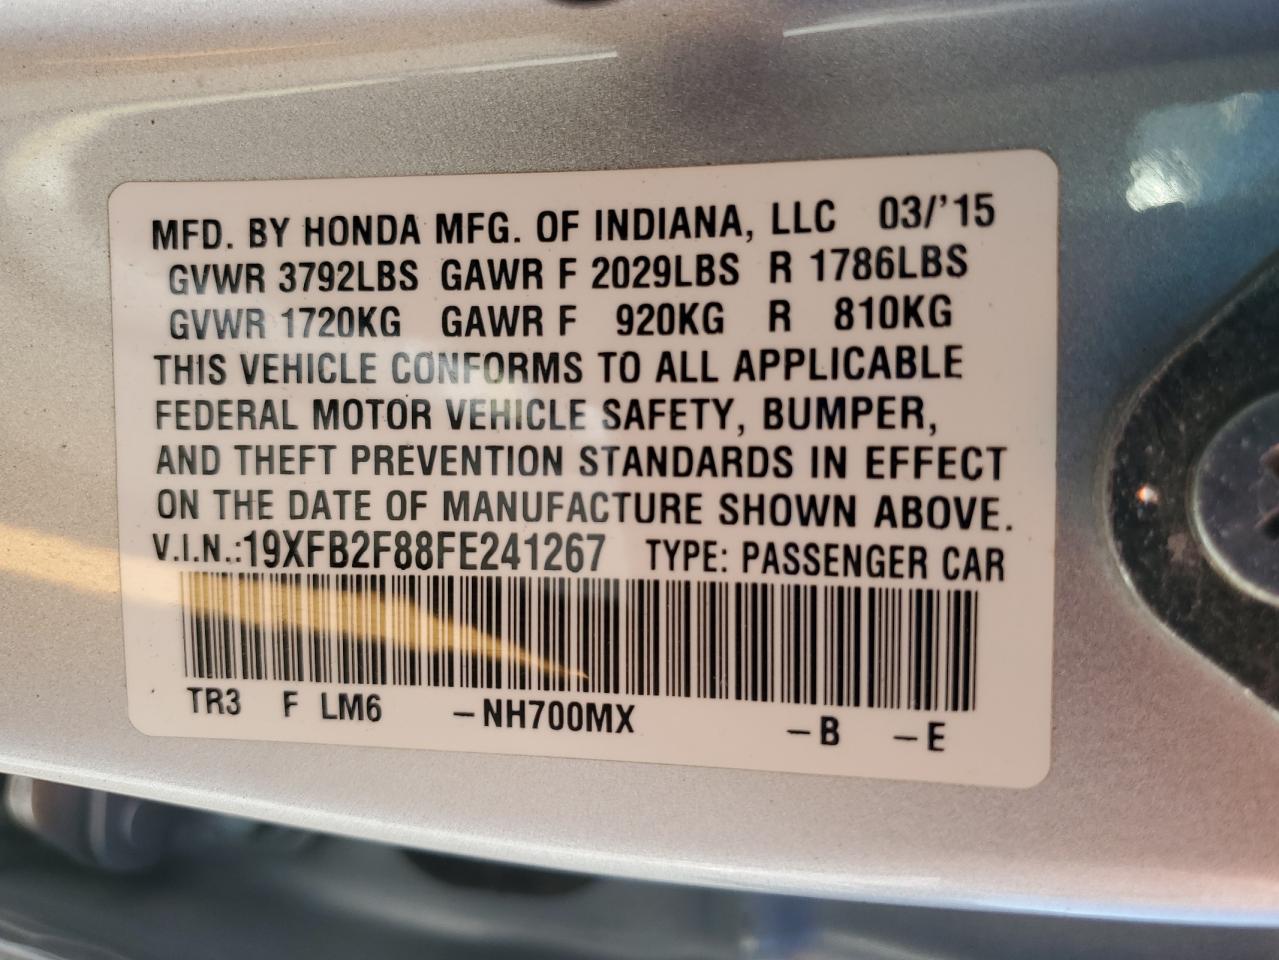 MFD. BY HONDA MFG. OF INDIANA, LLC 03/'15
GVWR 3792LBS GAWR F 2029LBS R 1786LBS
GVWR 1720KG GAWR F 920KG R 810KG
THIS VEHICLE CONFORMS TO ALL APPLICABLE
FEDERAL MOTOR VEHICLE SAFETY, BUMPER,
AND THEFT PREVENTION STANDARDS IN EFFECT
ON THE DATE OF MANUFACTURE SHOWN ABOVE.
V.I.N.:19XFB2F88FE241267 TYPE: PASSENGER CAR
TR3 F LM6 –NH700MX –B –E